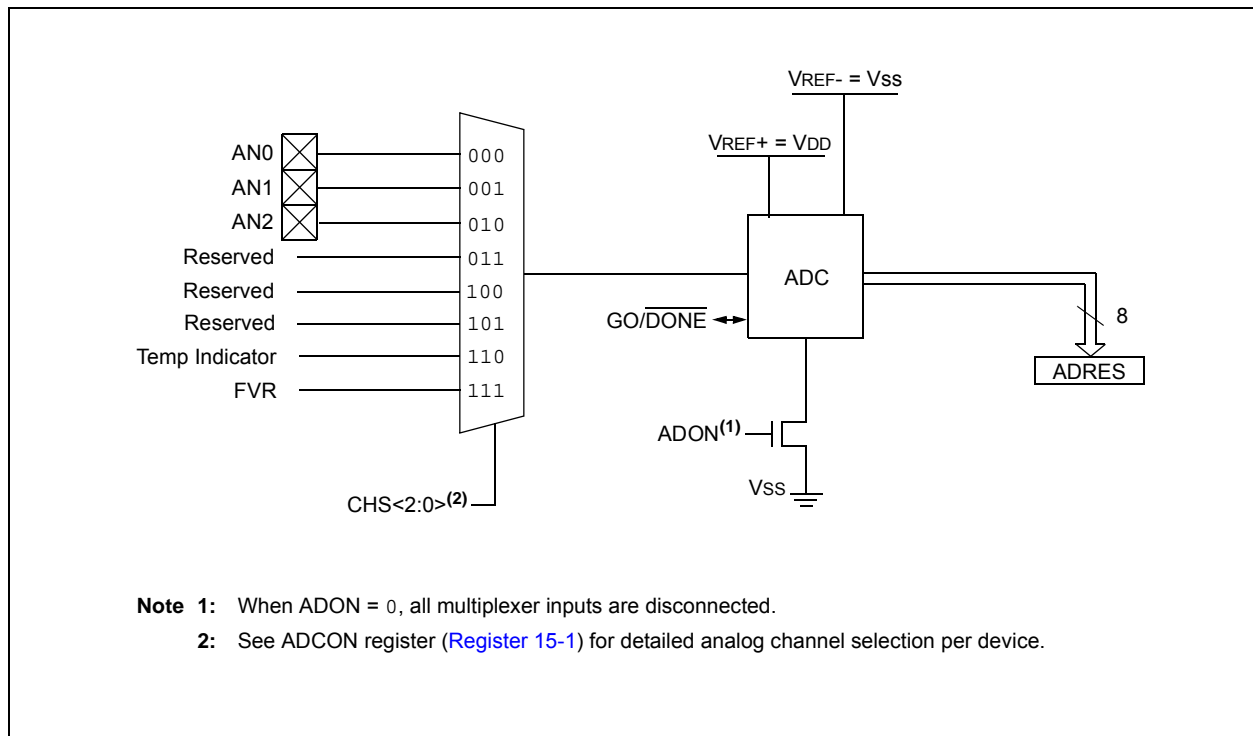 VREF- = VSS
VREF+ = VDD
AN0 000
AN1 001
AN2 010
Reserved 011
Reserved 100
Reserved 101
Temp Indicator 110
FVR 111
ADC
GO/DONE
8
ADRES
ADON(1)
VSS
CHS<2:0>(2)
Note 1: When ADON = 0, all multiplexer inputs are disconnected.
2: See ADCON register (Register 15-1) for detailed analog channel selection per device.